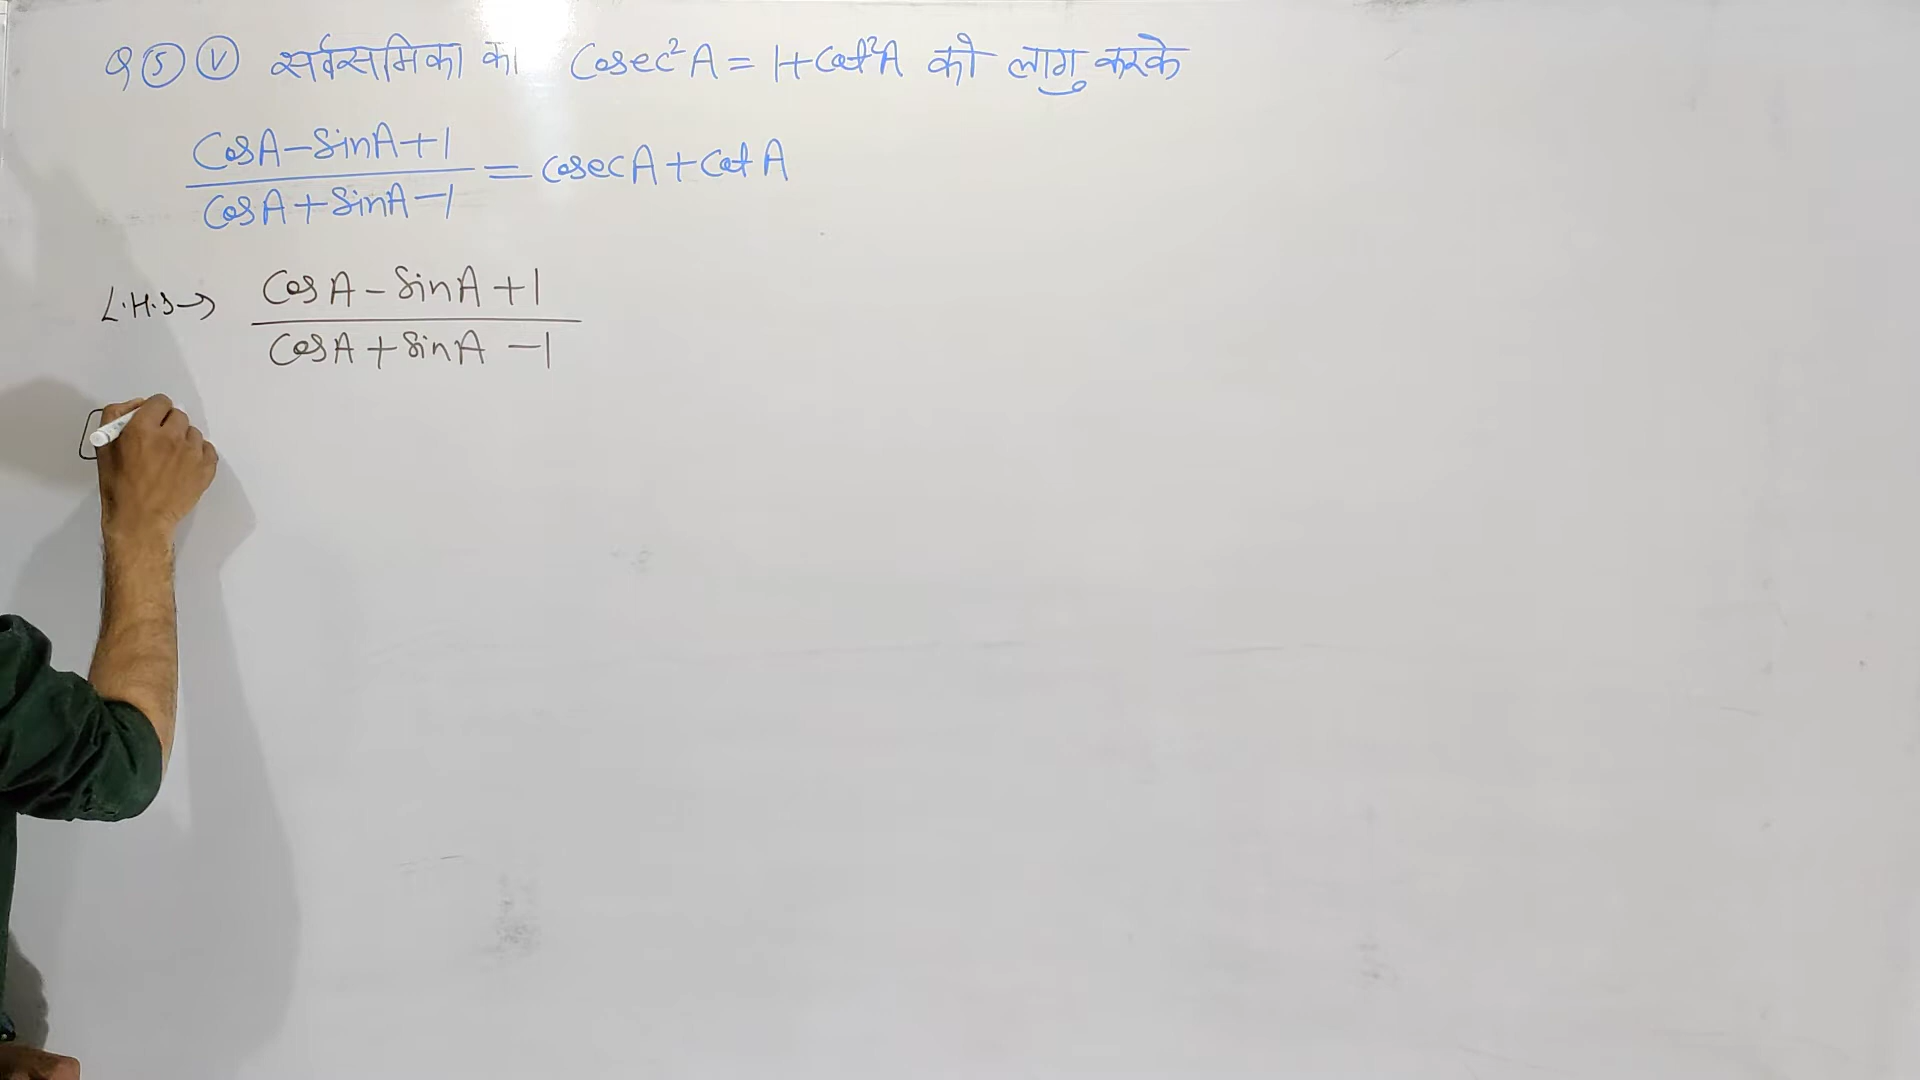 Q 5 V सर्वसमिका का Cosec²A = 1+Cot²A को लागु करके
CosA-SinA+1
CosA+SinA-1
= CosecA+CotA
L.H.S→
CosA-SinA+1
CosA+SinA-1